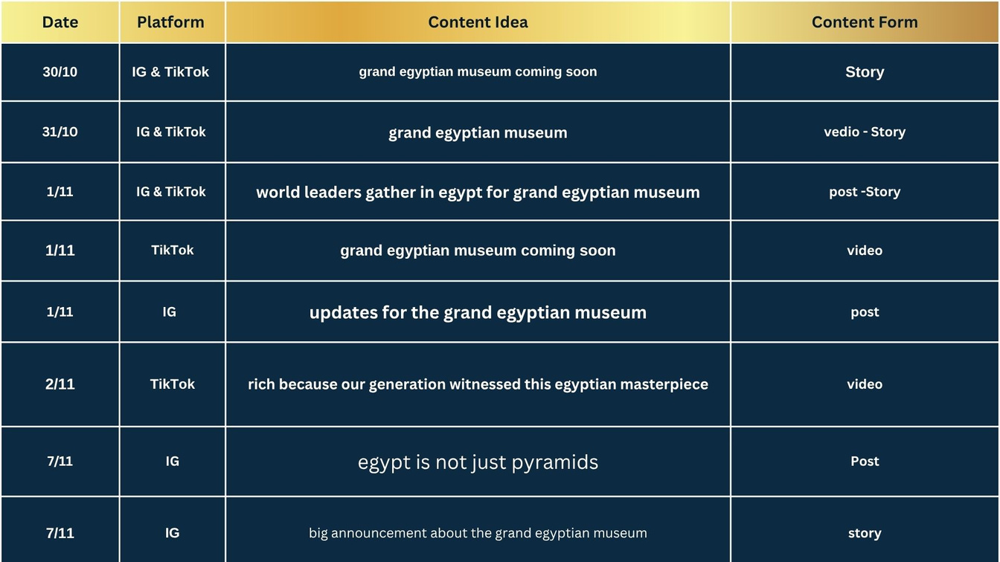 Date Platform Content Idea Content Form
30/10 IG & TikTok grand egyptian museum coming soon Story
31/10 IG & TikTok grand egyptian museum vedio - Story
1/11 IG & TikTok world leaders gather in egypt for grand egyptian museum post -Story
1/11 TikTok grand egyptian museum coming soon video
1/11 IG updates for the grand egyptian museum post
2/11 TikTok rich because our generation witnessed this egyptian masterpiece video
7/11 IG egypt is not just pyramids Post
7/11 IG big announcement about the grand egyptian museum story